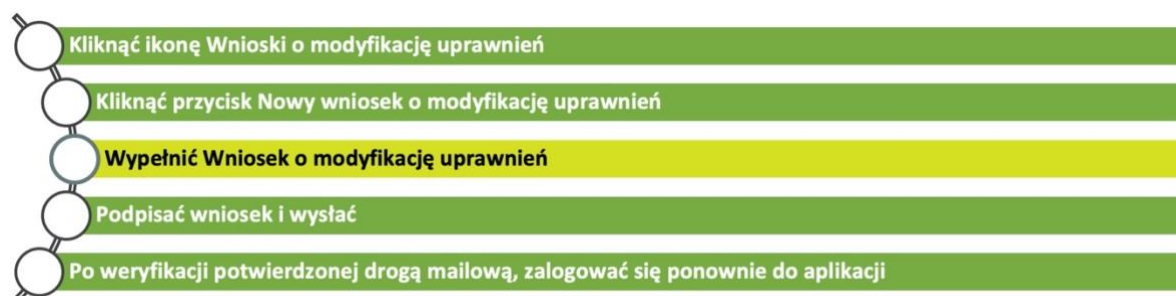 Kliknąć ikonę Wnioski o modyfikację uprawnień
Kliknąć przycisk Nowy wniosek o modyfikację uprawnień
Wypełnić Wniosek o modyfikację uprawnień
Podpisać wniosek i wysłać
Po weryfikacji potwierdzonej drogą mailową, zalogować się ponownie do aplikacji